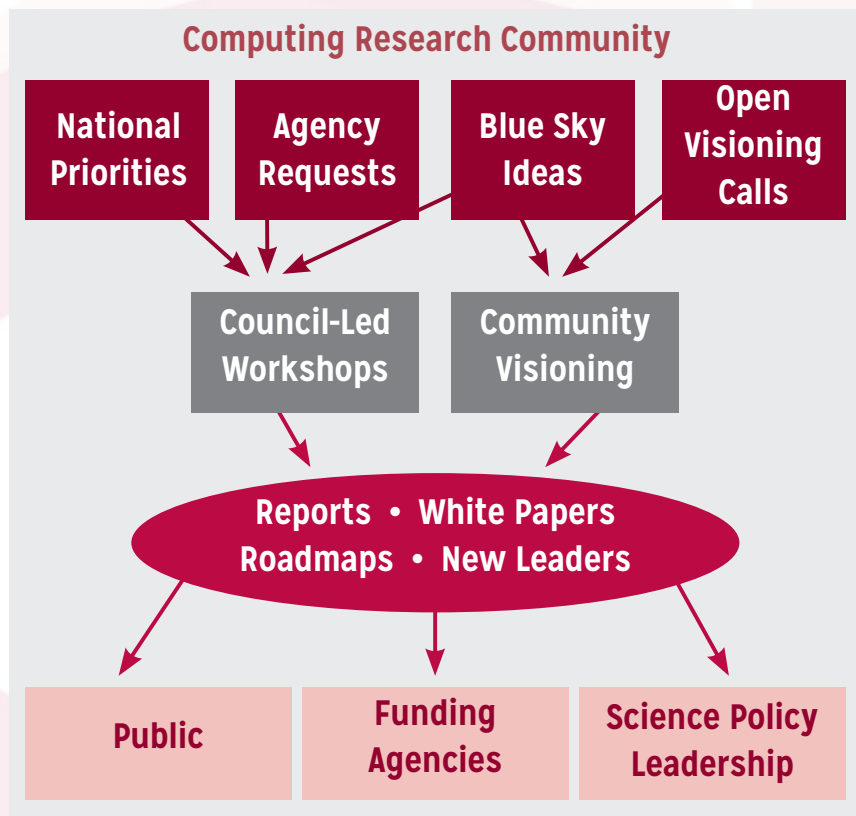 Computing Research Community
National
Priorities
Agency
Requests
Blue Sky
Ideas
Open
Visioning
Calls
Council-Led
Workshops
Community
Visioning
Reports • White Papers
Roadmaps • New Leaders
Public
Funding
Agencies
Science Policy
Leadership